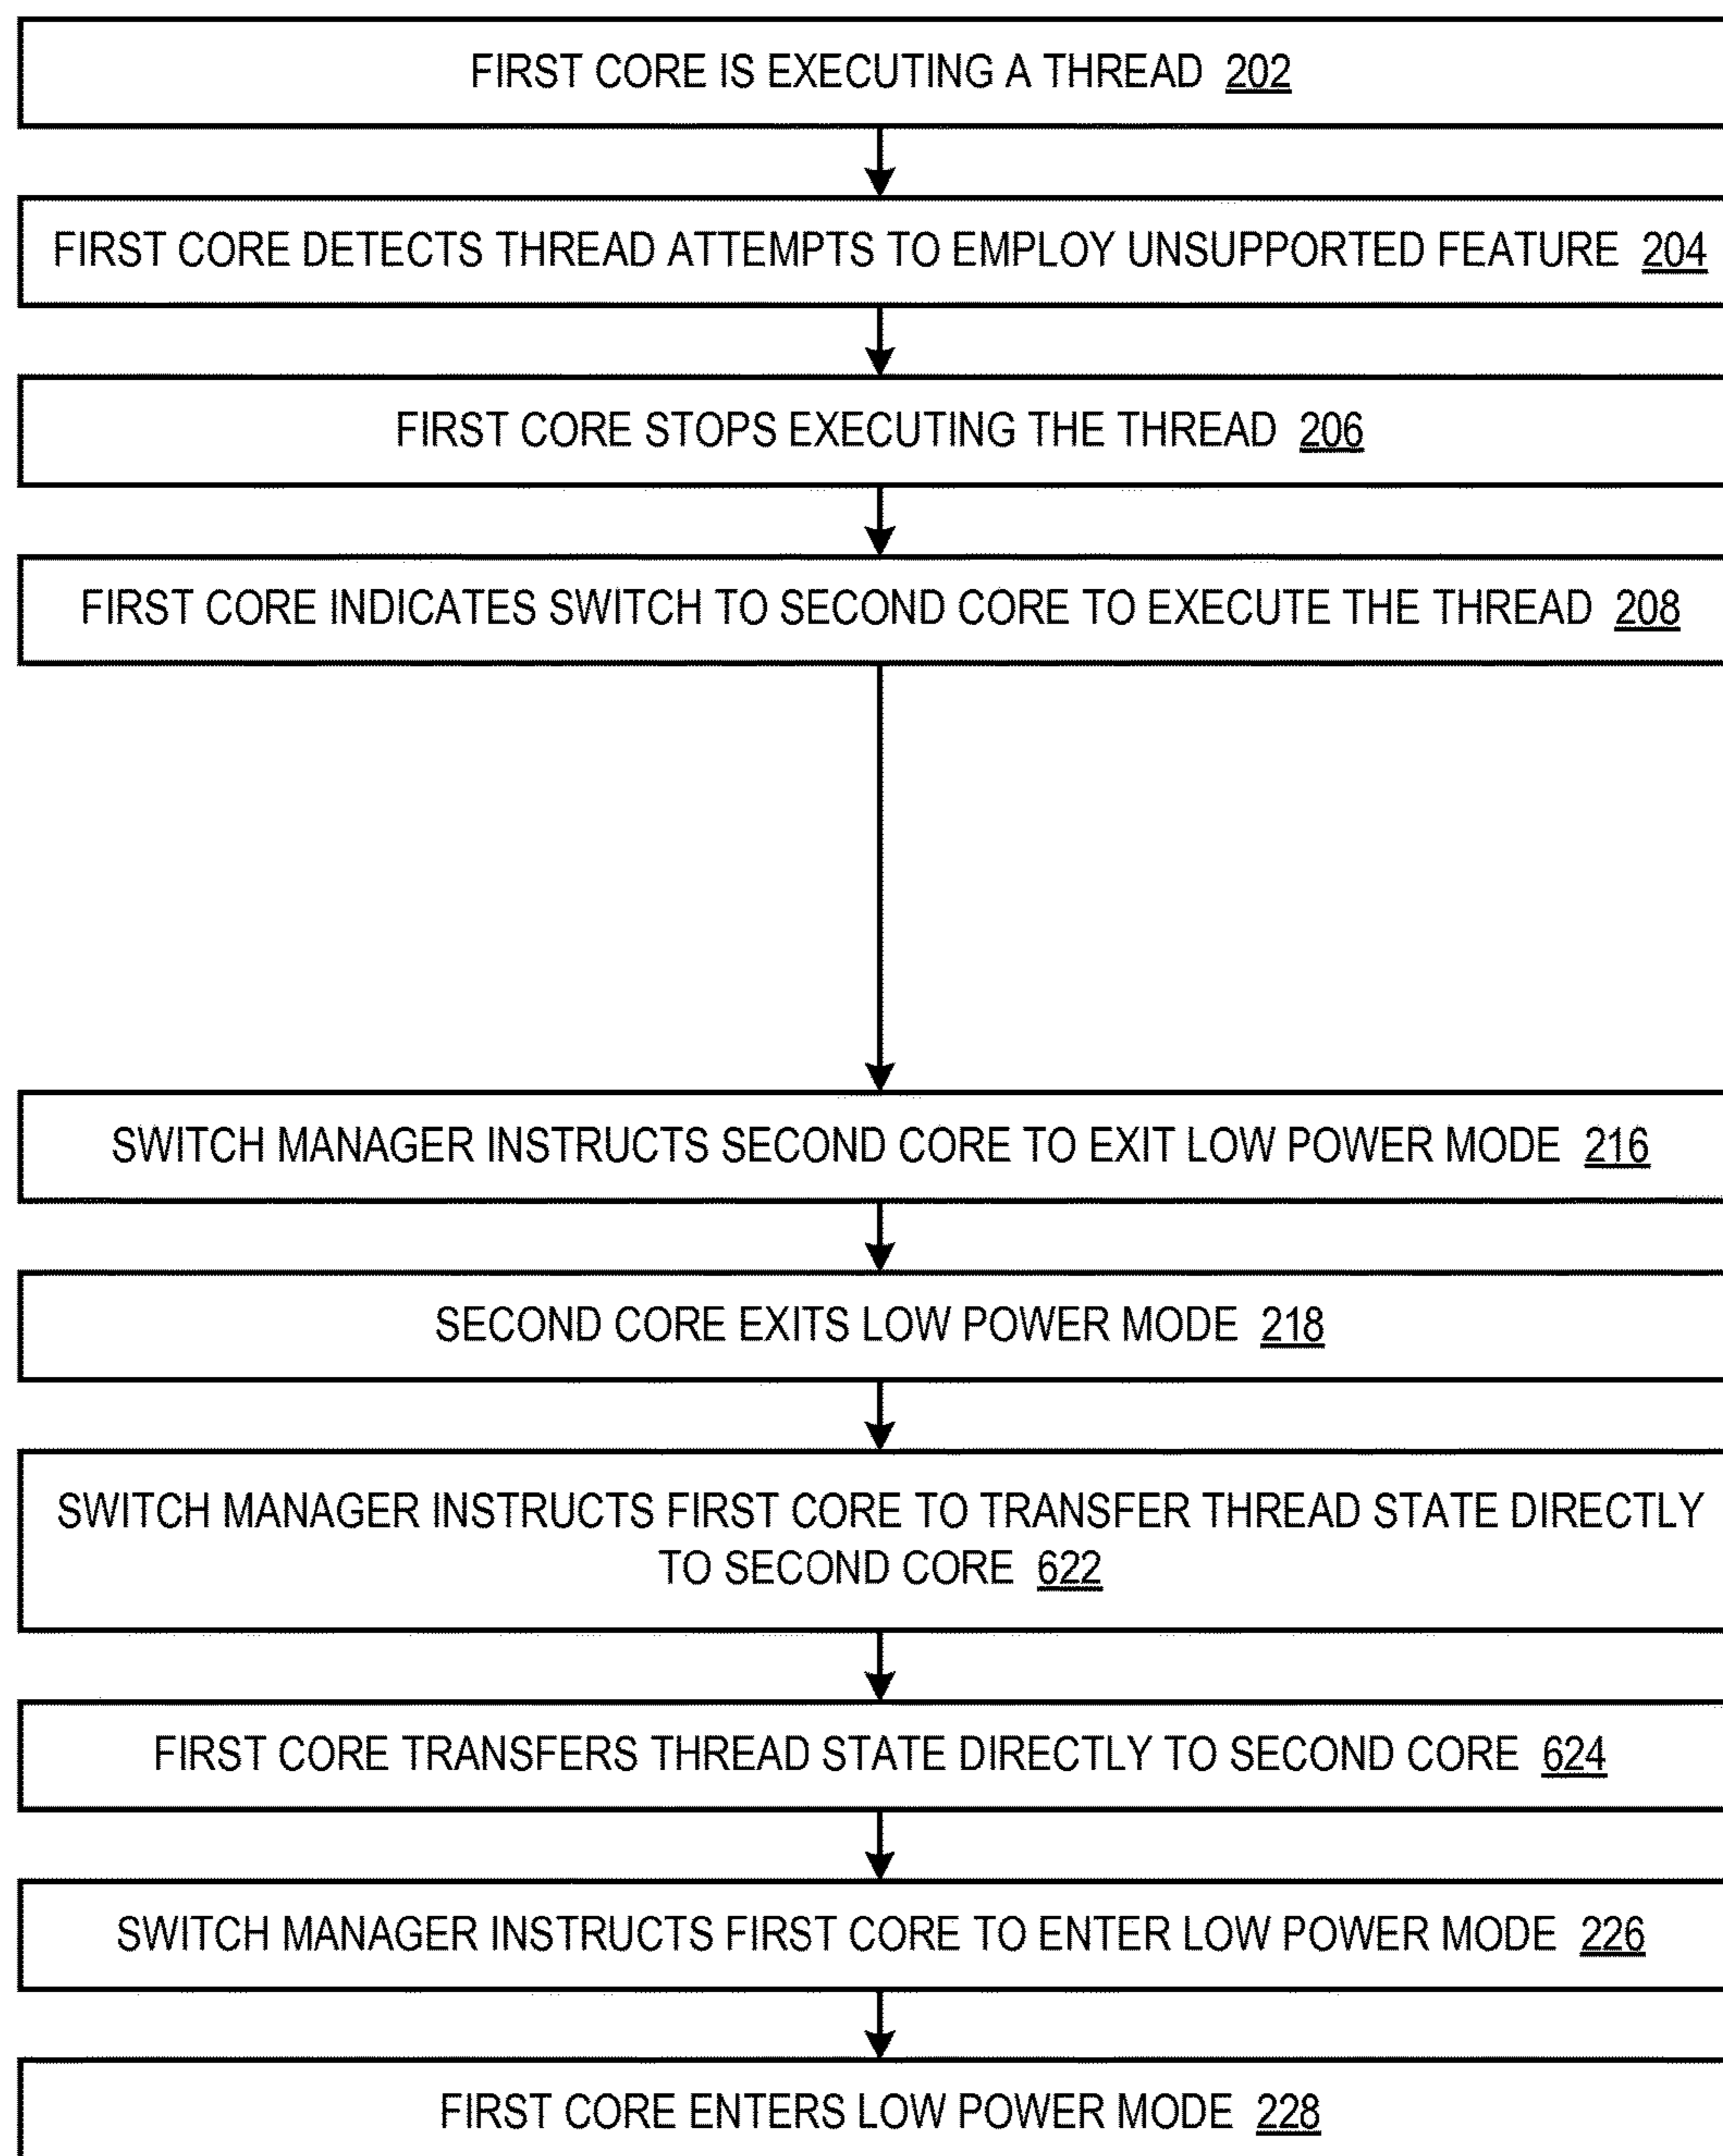 FIRST CORE IS EXECUTING A THREAD 202
FIRST CORE DETECTS THREAD ATTEMPTS TO EMPLOY UNSUPPORTED FEATURE 204
FIRST CORE STOPS EXECUTING THE THREAD 206
FIRST CORE INDICATES SWITCH TO SECOND CORE TO EXECUTE THE THREAD 208
SWITCH MANAGER INSTRUCTS SECOND CORE TO EXIT LOW POWER MODE 216
SECOND CORE EXITS LOW POWER MODE 218
SWITCH MANAGER INSTRUCTS FIRST CORE TO TRANSFER THREAD STATE DIRECTLY
TO SECOND CORE 622
FIRST CORE TRANSFERS THREAD STATE DIRECTLY TO SECOND CORE 624
SWITCH MANAGER INSTRUCTS FIRST CORE TO ENTER LOW POWER MODE 226
FIRST CORE ENTERS LOW POWER MODE 228